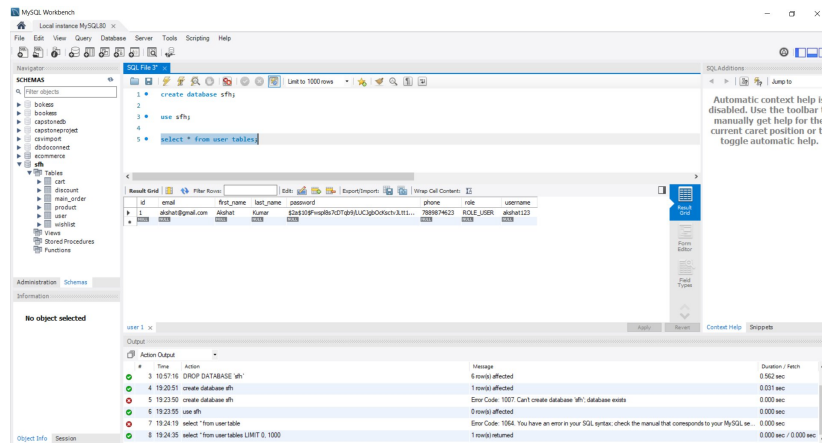 MySQL Workbench
Local instance MySQL80 ×
File Edit View Query Database Server Tools Scripting Help
Navigator
SCHEMAS
Filter objects
bokess
bookess
capstonedb
capstoneproject
csvimport
dbdoconnect
ecommerce
sfh
Tables
cart
discount
main_order
product
user
wishlist
Views
Stored Procedures
Functions
Administration Schemas
Information
No object selected
Object Info Session
SQL File 3* ×
Limit to 1000 rows
1 create database sfh;
2
3 use sfh;
4
5 select * from user tables;
Result Grid Filter Rows: Edit: Export/Import: Wrap Cell Content:
id email first_name last_name password phone role username
1 akshat@gmail.com Akshat Kumar 7889874623 ROLE_USER akshat123
NULL NULL NULL NULL NULL NULL NULL NULL
Result Grid
Form Editor
Field Types
user 1 × Apply Revert
SQLAdditions
Jump to
Automatic context help is
disabled. Use the toolbar
manually get help for the
current caret position or
toggle automatic help.
Context Help Snippets
Output
Action Output
# Time Action Message Duration / Fetch
3 10:57:16 DROP DATABASE `sfh` 6 row(s) affected 0.562 sec
4 19:20:51 create database sfh 1 row(s) affected 0.031 sec
5 19:23:50 create database sfh Error Code: 1007. Can't create database 'sfh'; database exists 0.000 sec
6 19:23:55 use sfh 0 row(s) affected 0.000 sec
7 19:24:19 select * from user table Error Code: 1064. You have an error in your SQL syntax; check the manual that corresponds to your MySQL se... 0.000 sec
8 19:24:35 select * from user tables LIMIT 0, 1000 1 row(s) returned 0.000 sec / 0.000 sec